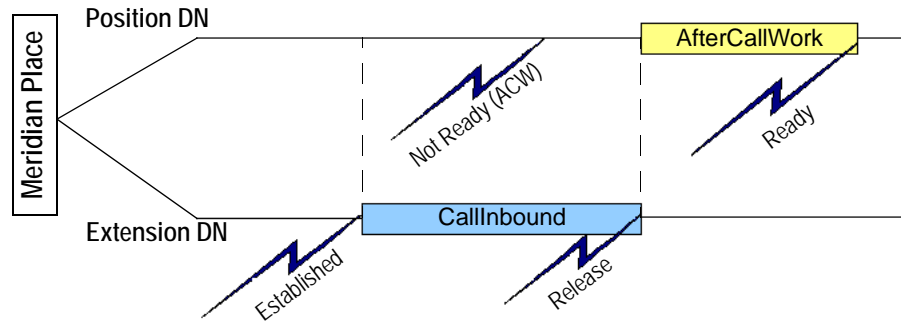 Position DN
AfterCallWork
Meridian Place
Not Ready (ACW)
Ready
CallInbound
Extension DN
Established
Release